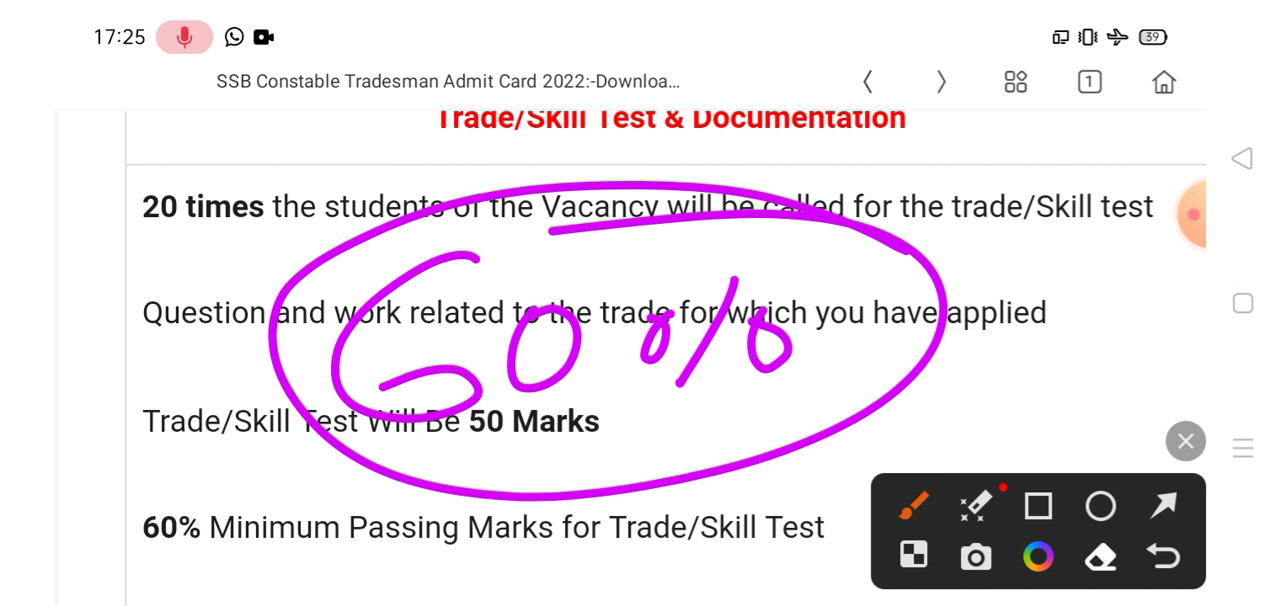 17:25
39
SSB Constable Tradesman Admit Card 2022:-Downloa...
1
Trade/Skill Test & Documentation
20 times the students of the Vacancy will be called for the trade/Skill test
Question and work related to the trade for which you have applied
60%
Trade/Skill Test Will Be 50 Marks
60% Minimum Passing Marks for Trade/Skill Test